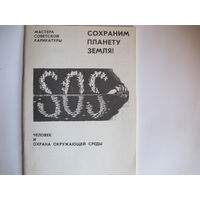 МАСТЕРА
СОВЕТСКОЙ
КАРИКАТУРЫ
СОХРАНИМ
ПЛАНЕТУ
ЗЕМЛЯ!
SOS
ЧЕЛОВЕК
И
ОХРАНА ОКРУЖАЮЩЕЙ СРЕДЫ